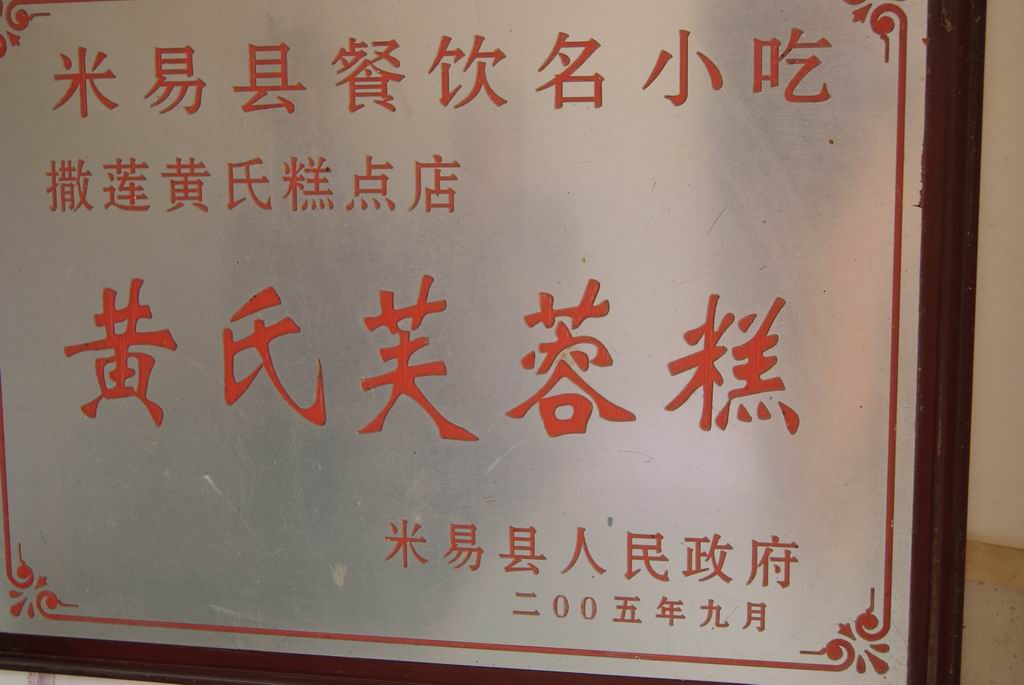 米易县餐饮名小吃
撒莲黄氏糕点店
黄氏芙蓉糕
米易县人民政府
二00五年九月